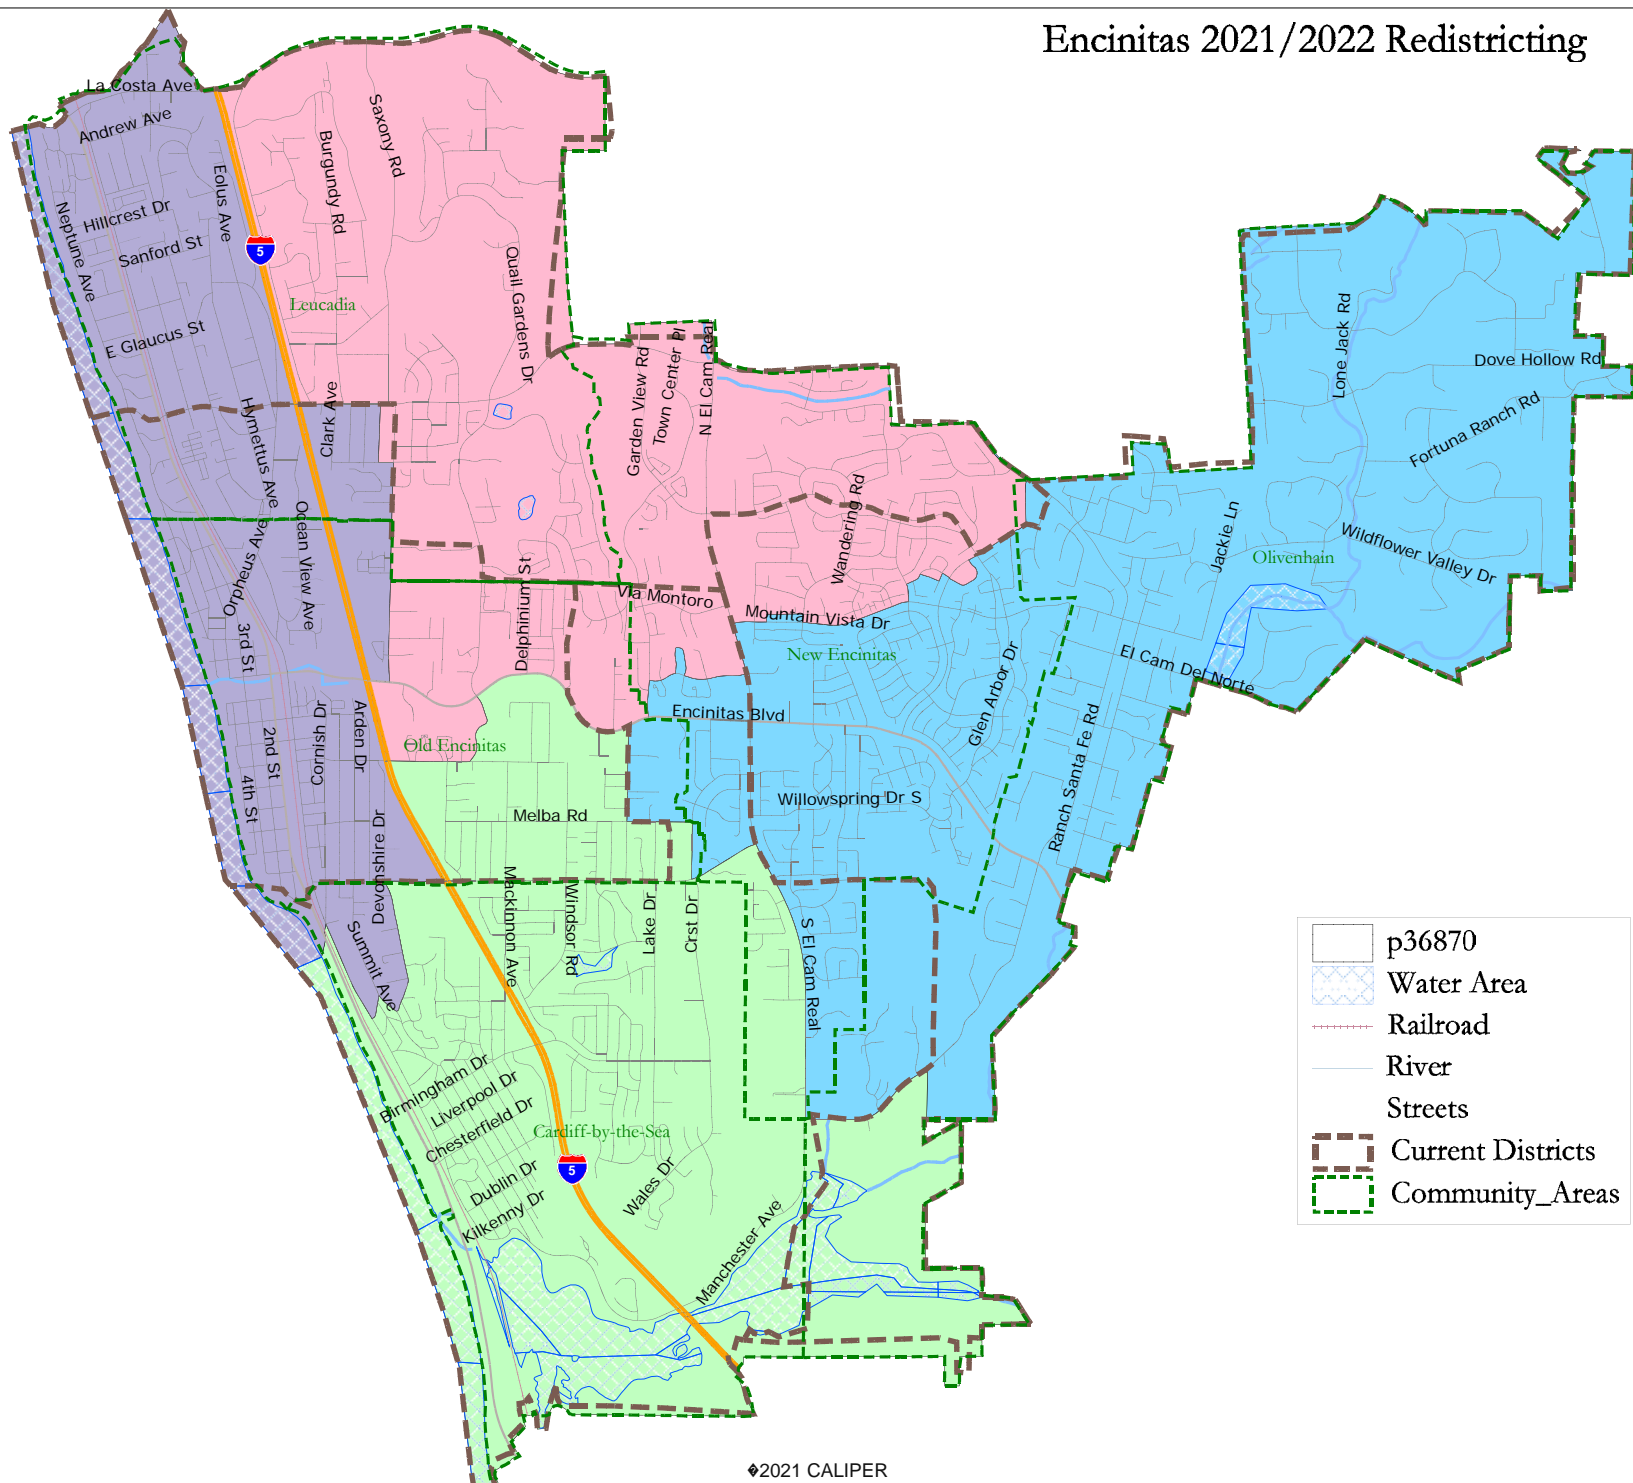 Encinitas 2021/2022 Redistricting
La Costa Ave
Andrew Ave
Saxony Rd
Burgundy Rd
Eolus Ave
Neptune Ave
Hillcrest Dr
Sanford St
5
Quail Gardens Dr
Leucadia
E Glaucus St
Garden View Rd
Town Center Pl
N El Cam Real
Lone Jack Rd
Dove Hollow Rd
Fortuna Ranch Rd
Clark Ave
Hymettus Ave
Wandering Rd
Jackie Ln
Wildflower Valley Dr
Olivenhain
Orpheus Ave
Ocean View Ave
Delphinium St
Via Montoro
Mountain Vista Dr
New Encinitas
3rd St
El Cam Del Norte
Glen Arbor Dr
Encinitas Blvd
Ranch Santa Fe Rd
2nd St
Cornish Dr
Arden Dr
Old Encinitas
4th St
Willowspring Dr S
Melba Rd
Devonshire Dr
Mackinnon Ave
Windsor Rd
Lake Dr
Crst Dr
S El Cam Real
Summit Ave
Birmingham Dr
Liverpool Dr
Chesterfield Dr
Cardiff-by-the-Sea
5
Dublin Dr
Kilkenny Dr
Wales Dr
Manchester Ave
p36870
Water Area
Railroad
River
Streets
Current Districts
Community_Areas
�2021 CALIPER